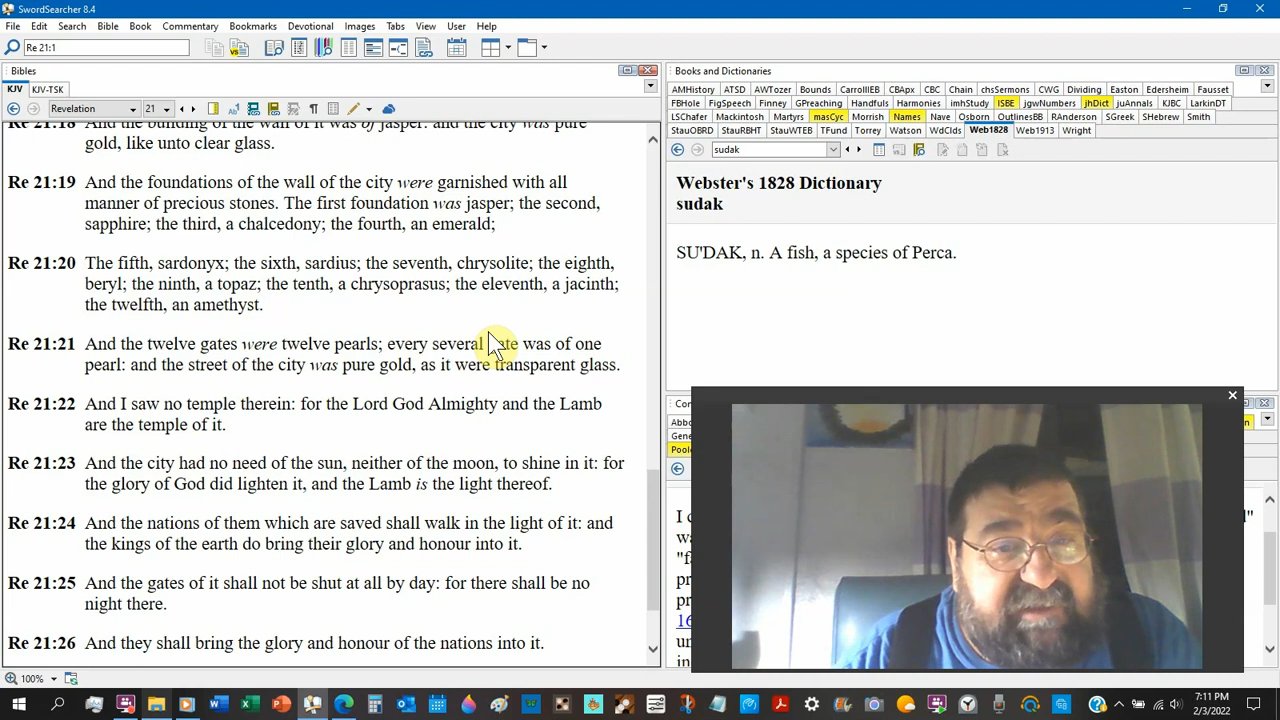 SwordSearcher 8.4
File Edit Search Bible Book Commentary Bookmarks Devotional Images Tabs View User Help
Re 21:1
Bibles
KJV KJV-TSK
Revelation 21
Re 21:18 And the building of the wall of it was of jasper: and the city was pure
gold, like unto clear glass.
Re 21:19 And the foundations of the wall of the city were garnished with all
manner of precious stones. The first foundation was jasper; the second,
sapphire; the third, a chalcedony; the fourth, an emerald;
Re 21:20 The fifth, sardonyx; the sixth, sardius; the seventh, chrysolite; the eighth,
beryl; the ninth, a topaz; the tenth, a chrysoprasus; the eleventh, a jacinth;
the twelfth, an amethyst.
Re 21:21 And the twelve gates were twelve pearls; every several gate was of one
pearl: and the street of the city was pure gold, as it were transparent glass.
Re 21:22 And I saw no temple therein: for the Lord God Almighty and the Lamb
are the temple of it.
Re 21:23 And the city had no need of the sun, neither of the moon, to shine in it: for
the glory of God did lighten it, and the Lamb is the light thereof.
Re 21:24 And the nations of them which are saved shall walk in the light of it: and
the kings of the earth do bring their glory and honour into it.
Re 21:25 And the gates of it shall not be shut at all by day: for there shall be no
night there.
Re 21:26 And they shall bring the glory and honour of the nations into it.
100%
Books and Dictionaries
AMHistory ATSD AWTozer Bounds CarrollIEB CBApx CBC Chain chsSermons CWG Dividing Easton Edersheim Fausset
FBHole FigSpeech Finney GPreaching Handfuls Harmonies imhStudy ISBE jgwNumbers jhDict juAnnals KJBC LarkinDT
LSChafer Mackintosh Martyrs masCyc Morrish Names Nave Osborn OutlinesBB RAnderson SGreek SHebrew Smith
StauOBRD StauRBHT StauWTEB TFund Torrey Watson WdClds Web1828 Web1913 Wright
sudak
Webster's 1828 Dictionary
sudak
SU'DAK, n. A fish, a species of Perca.
7:11 PM
2/3/2022